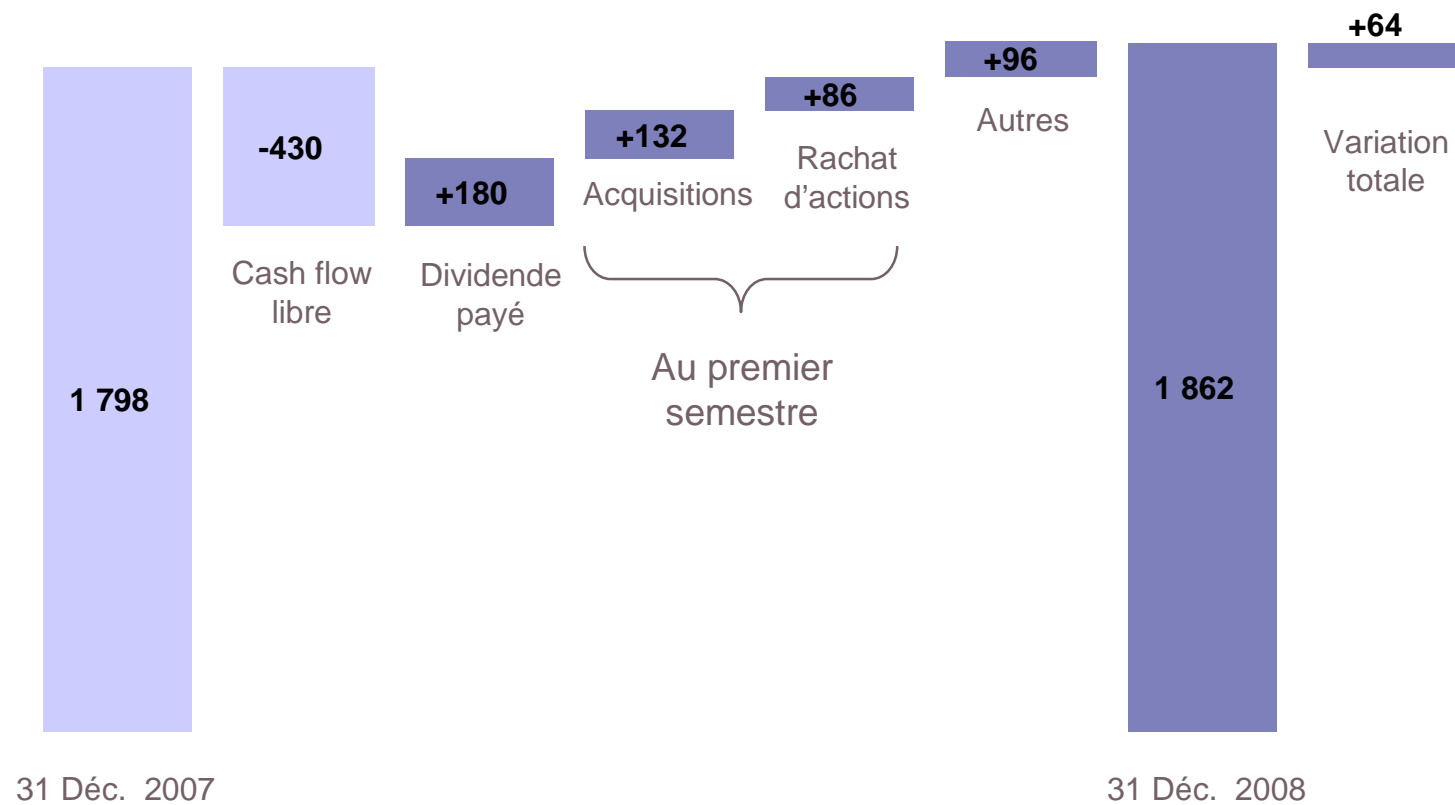 +64
+96
+86
+132
-430
+180
Autres
Variation
totale
Rachat
d’actions
Acquisitions
Cash flow
libre
Dividende
payé
Au premier
semestre
1 798
1 862
31 Déc. 2007
31 Déc. 2008